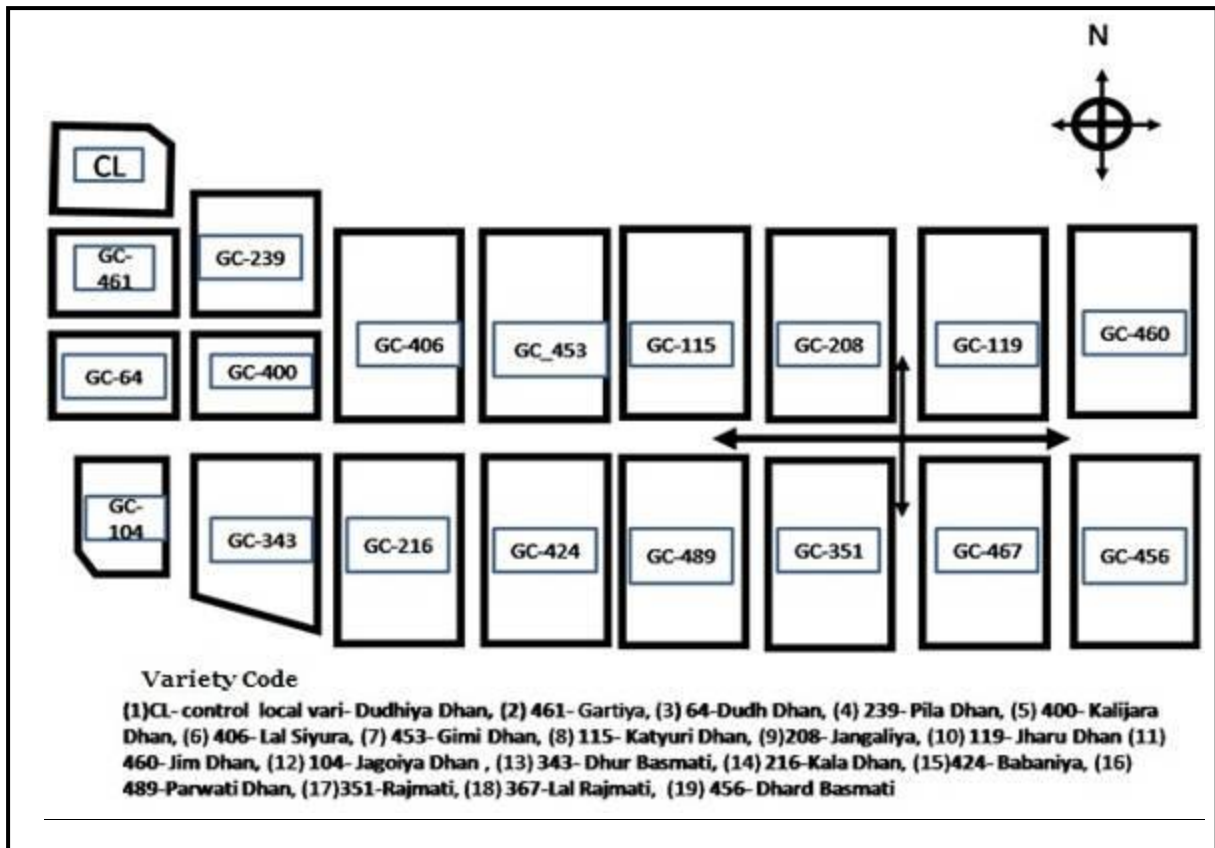 N
CL
GC-
461
GC-239
GC-64
GC-400
GC-406
GC_453
GC-115
GC-208
GC-119
GC-460
GC-
104
GC-343
GC-216
GC-424
GC-489
GC-351
GC-467
GC-456
Variety Code
(1)CL- control local vari- Dudhiya Dhan, (2) 461- Gartiya, (3) 64-Dudh Dhan, (4) 239- Pila Dhan, (5) 400- Kalijara
Dhan, (6) 406- Lal Siyura, (7) 453- Gimi Dhan, (8) 115- Katyuri Dhan, (9)208- Jangaliya, (10) 119- Jharu Dhan (11)
460- Jim Dhan, (12) 104- Jagoiya Dhan , (13) 343- Dhur Basmati, (14) 216-Kala Dhan, (15)424- Babaniya, (16)
489-Parwati Dhan, (17)351-Rajmati, (18) 367-Lal Rajmati, (19) 456- Dhard Basmati